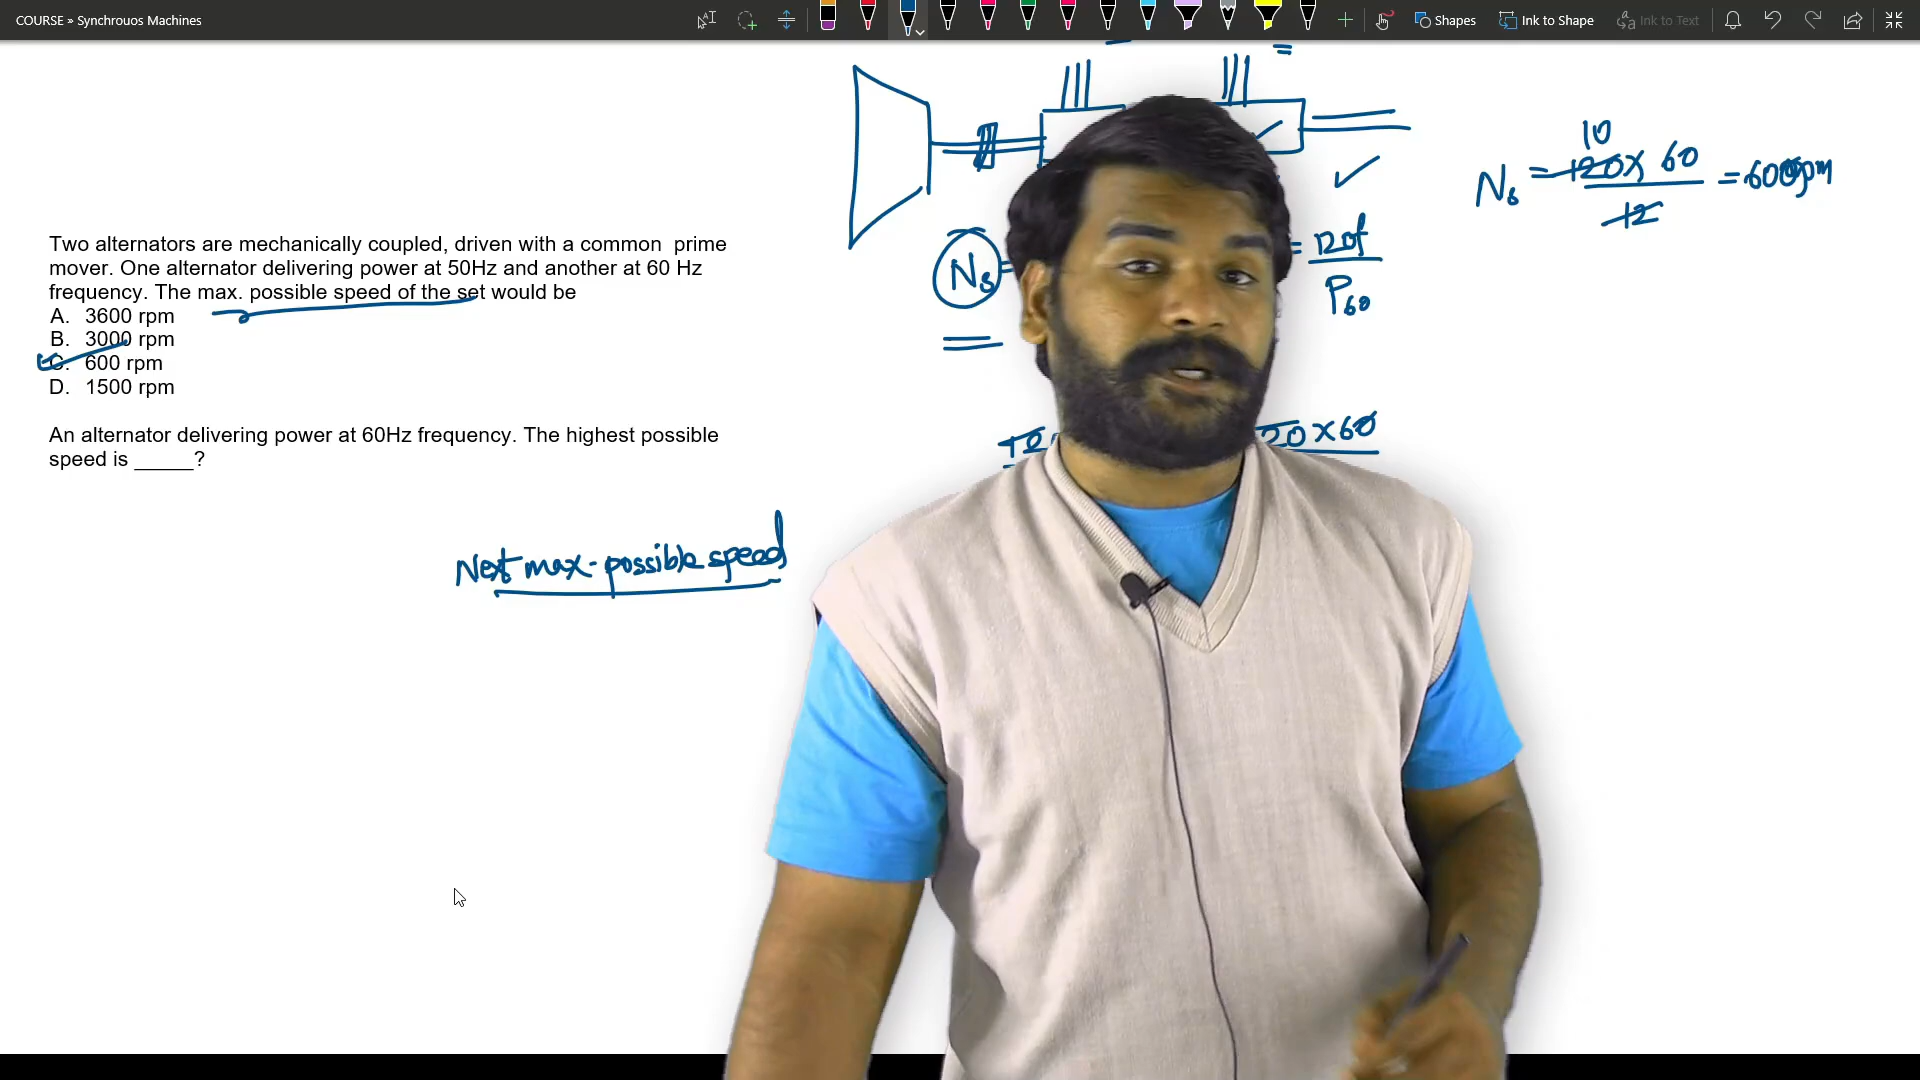 COURSE » Synchrouos Machines
Shapes
Ink to Shape
Ink to Text
Two alternators are mechanically coupled, driven with a common prime
mover. One alternator delivering power at 50Hz and another at 60 Hz
frequency. The max. possible speed of the set would be
A. 3600 rpm
B. 3000 rpm
C. 600 rpm
D. 1500 rpm
An alternator delivering power at 60Hz frequency. The highest possible
speed is _____?
Next max. possible speed
Ns =
= 120f
P60
20 × 60
10
Ns = 120 × 60 = 600rpm
12